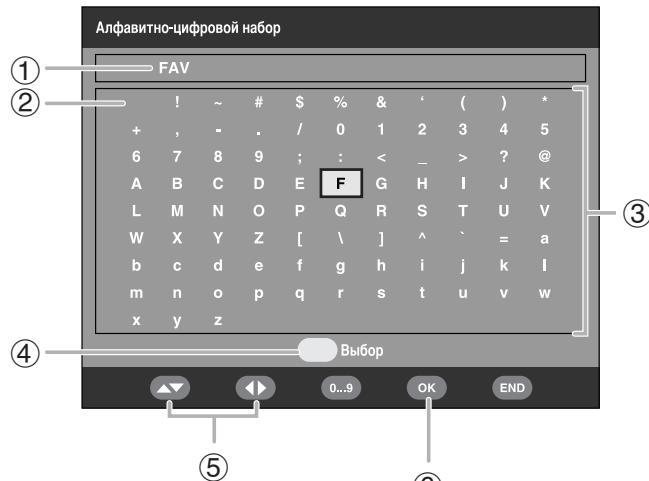 Алфавитно-цифровой набор
① FAV
② ! ~ # $ % & ‘ ( ) *
+ , - . / 0 1 2 3 4 5
6 7 8 9 ; : < _ > ? @
A B C D E F G H I J K
L M N O P Q R S T U V
③
W X Y Z [ \ ] ^ ` = a
b c d e f g h i j k l
m n o p q r s t u v w
x y z
④ Выбор
0...9 OK END
⑤